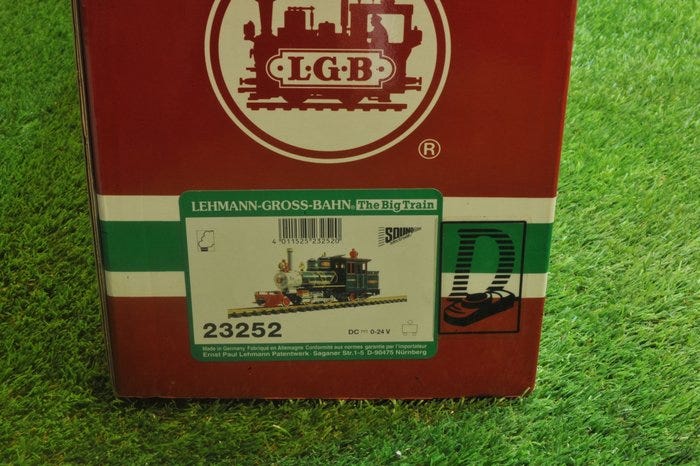 L·G·B
®
LEHMANN-GROSS-BAHN® The Big Train
4 011525 232520
SOUND
D
23252
DC 0-24 V
Made in Germany Fabriqué en Allemagne Conformité aux normes garantie par l'importateur
Ernst Paul Lehmann Patentwerk · Saganer Str.1-5 D-90475 Nürnberg